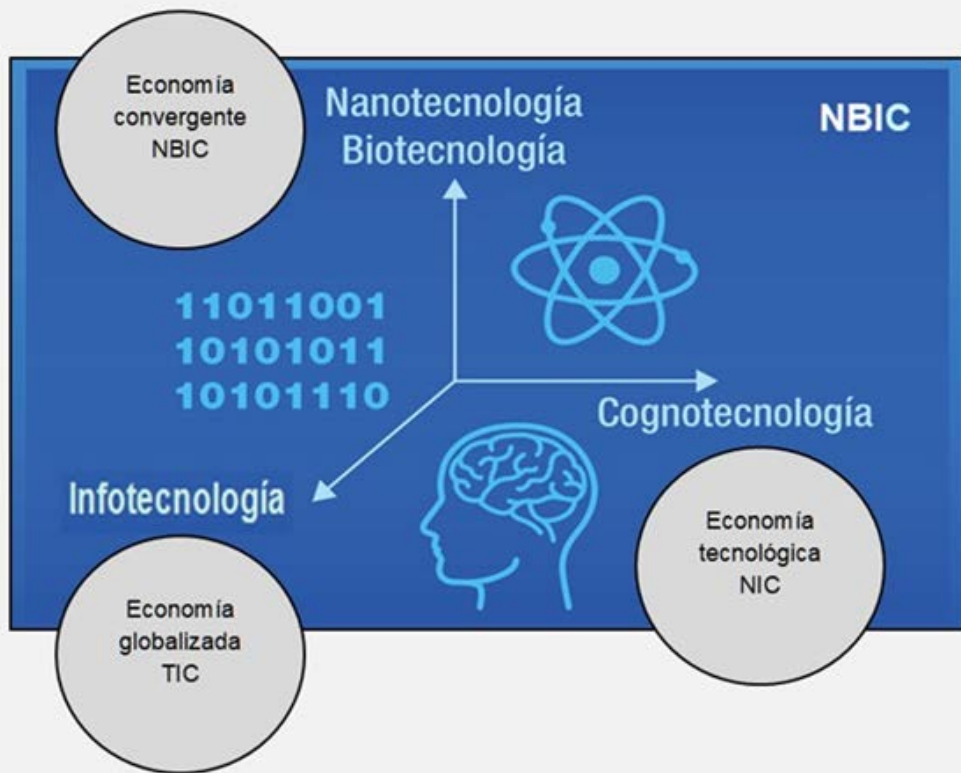 Economía
convergente
NBIC
Nanotecnología
Biotecnología
NBIC
11011001
10101011
10101110
Cognotecnología
Infotecnología
Economía
tecnológica
NIC
Economía
globalizada
TIC